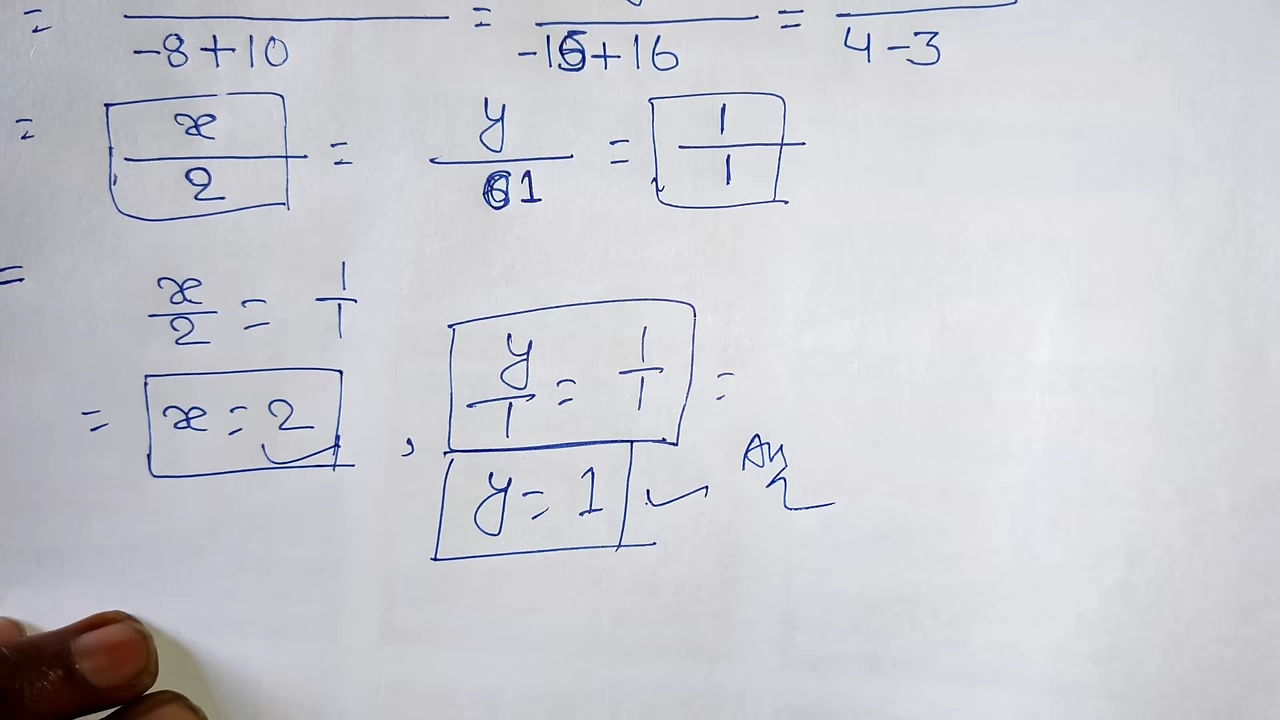 = ——— = ——— = ———
-8+10 -15+16 4-3
= x/2 = y/1 = 1/1
= x/2 = 1/1
y/1 = 1/1 =
= x = 2 ,
y = 1 Ans